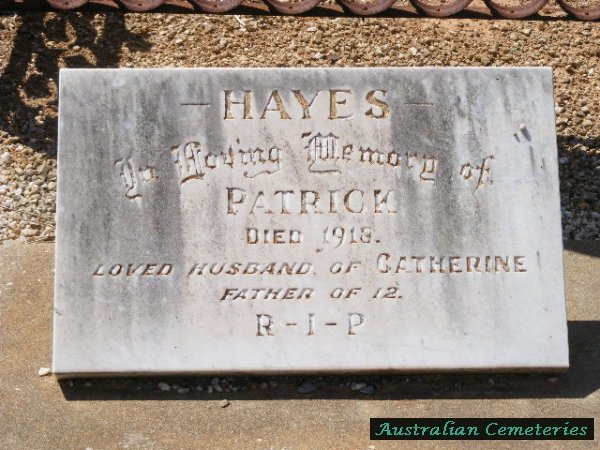 - HAYES -
In Loving Memory of
PATRICK
DIED 1918.
LOVED HUSBAND OF CATHERINE
FATHER OF 12.
R-I-P
Australian Cemeteries